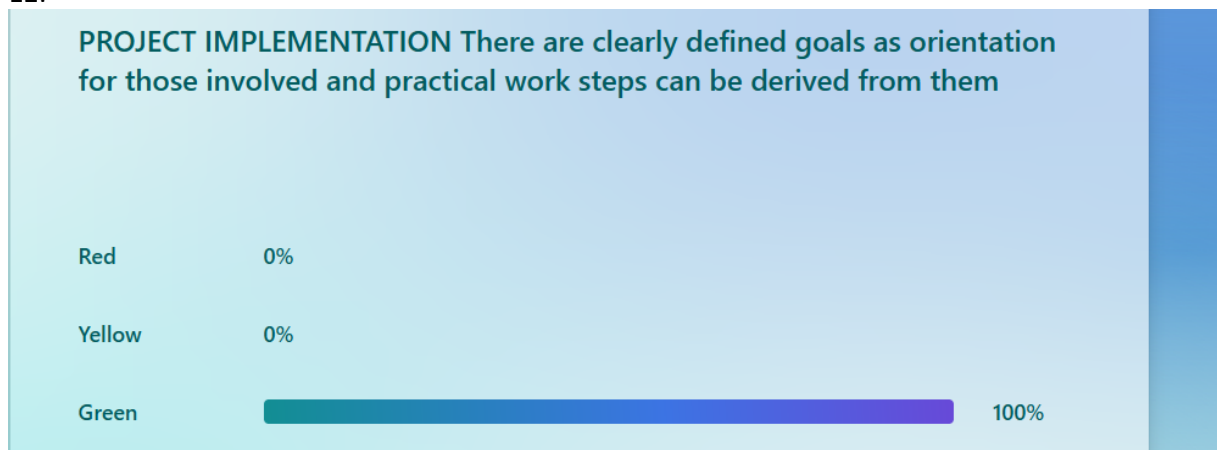 PROJECT IMPLEMENTATION There are clearly defined goals as orientation
for those involved and practical work steps can be derived from them
Red 0%
Yellow 0%
Green 100%